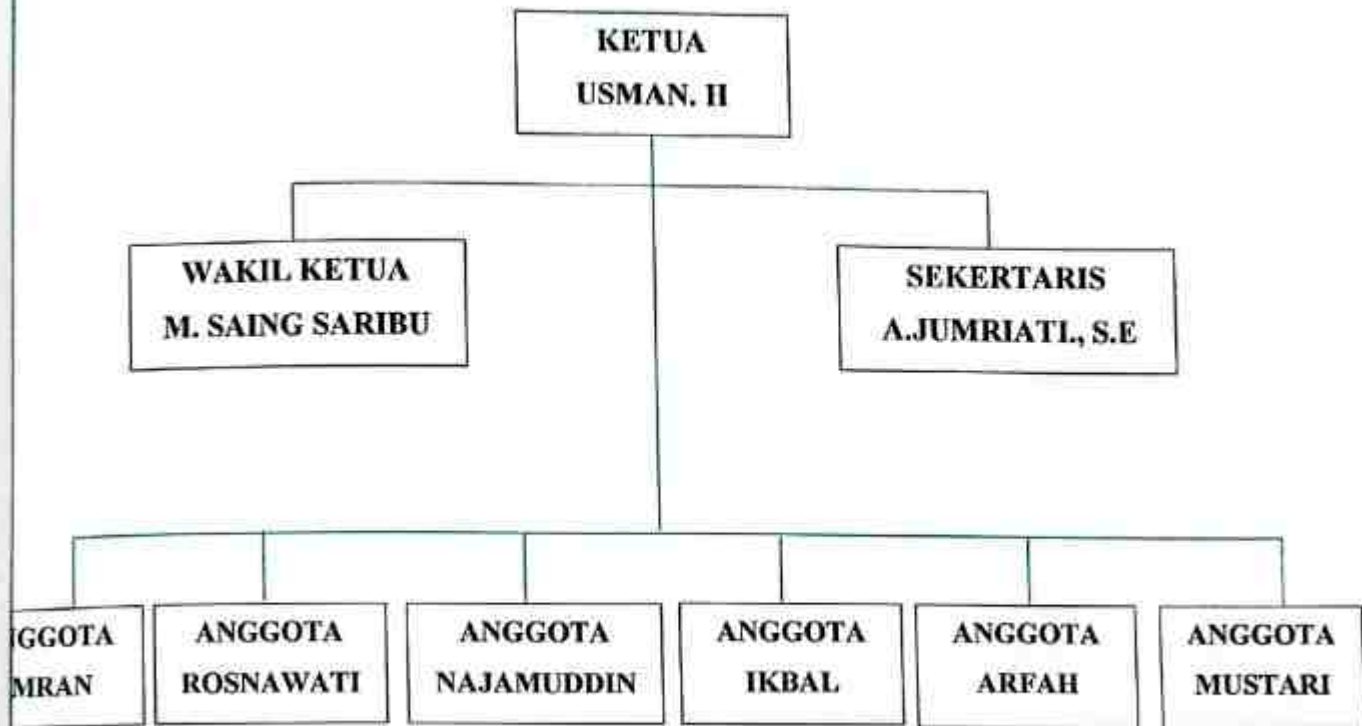 KETUA
USMAN. II
WAKIL KETUA
M. SAING SARIBU
SEKERTARIS
A.JUMRIATI., S.E
ANGGOTA
ROSNAWATI
ANGGOTA
NAJAMUDDIN
ANGGOTA
IKBAL
ANGGOTA
ARFAH
ANGGOTA
MUSTARI